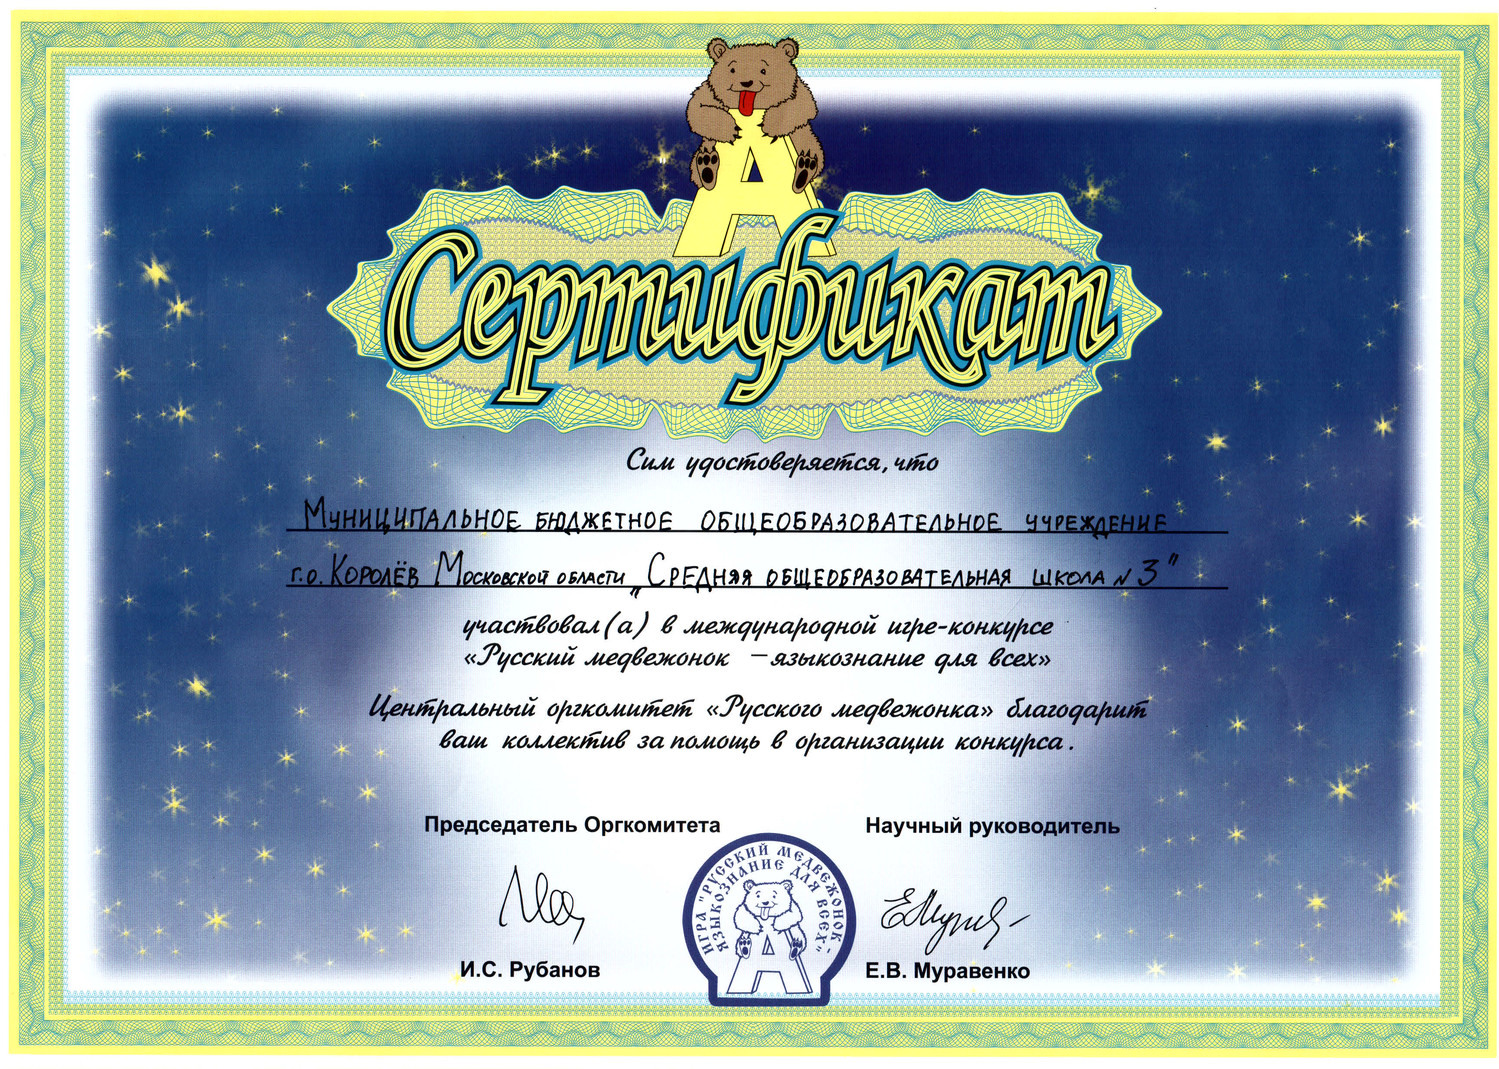 А
Сертификат
Сим удостоверяется, что
Муниципальное бюджетное общеобразовательное учреждение
г.о. Королёв Московской области „Средняя общеобразовательная школа N 3"
участвовал(а) в международной игре-конкурсе
«Русский медвежонок – языкознание для всех»
Центральный оргкомитет «Русского медвежонка» благодарит
ваш коллектив за помощь в организации конкурса.
Председатель Оргкомитета
Научный руководитель
ИГРА "РУССКИЙ МЕДВЕЖОНОК -
ЯЗЫКОЗНАНИЕ ДЛЯ ВСЕХ"
А
И.С. Рубанов
Е.В. Муравенко